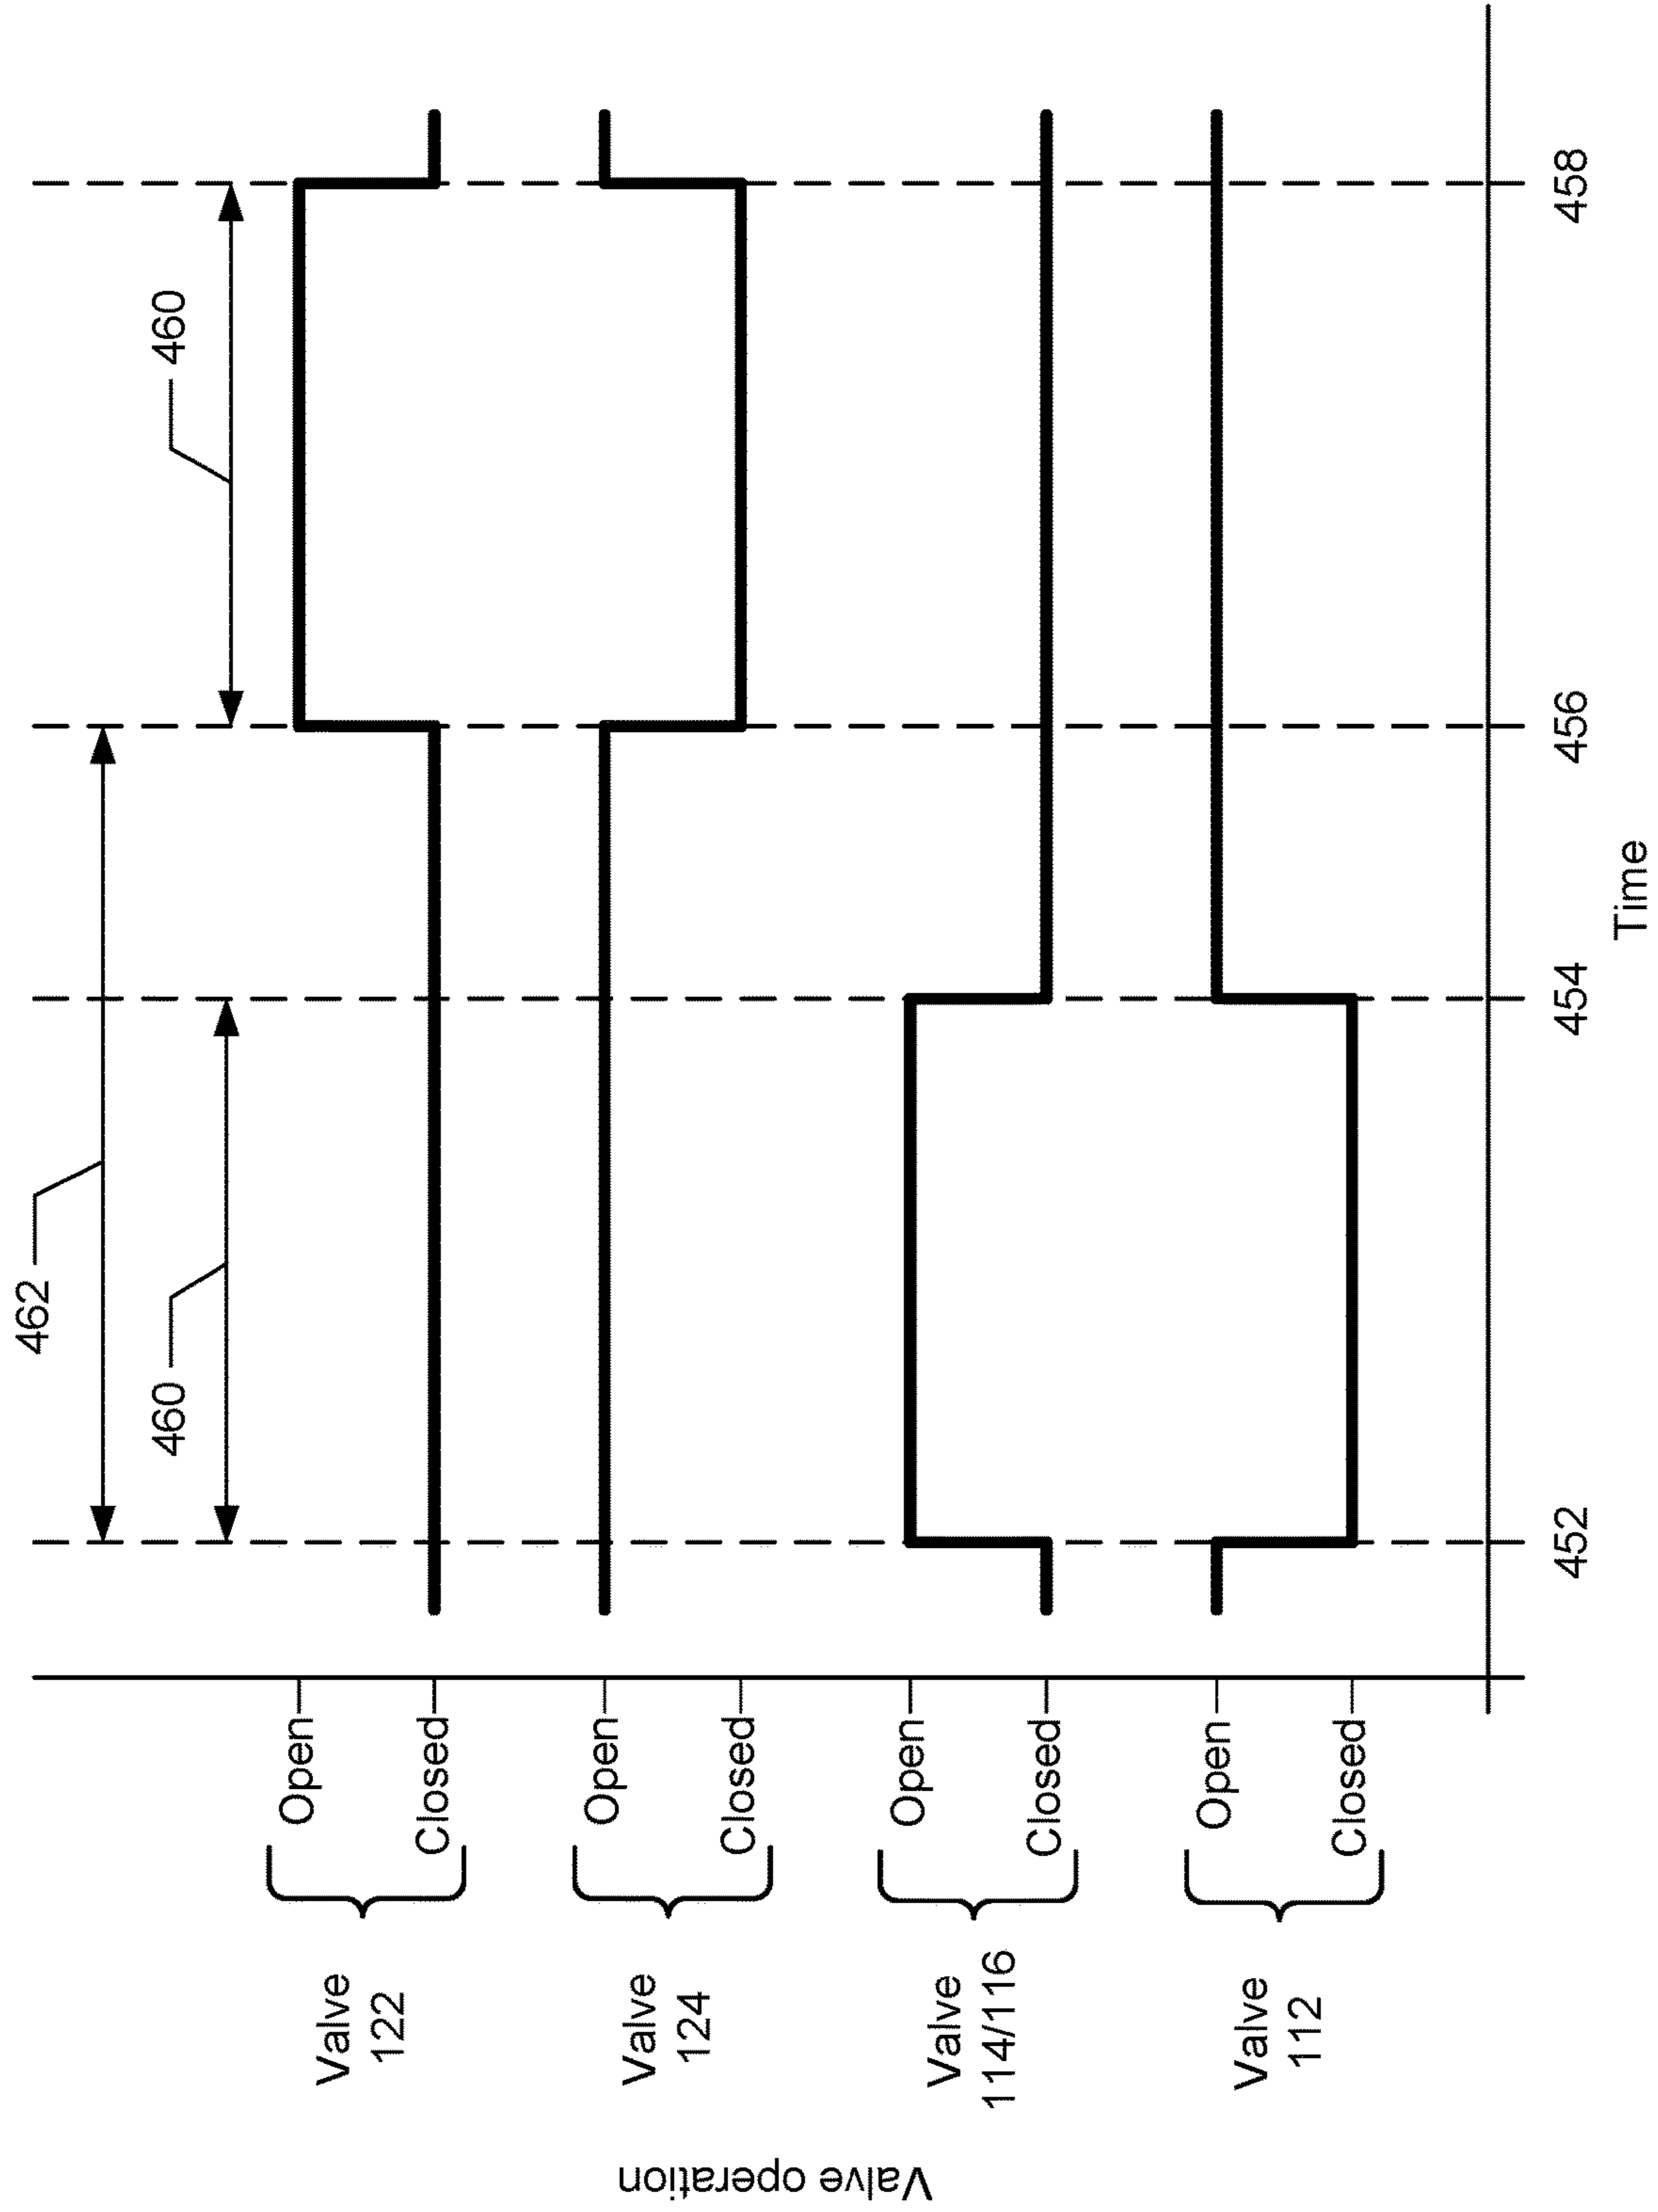 462
460
460
Valve
122
Open
Closed
Valve
124
Open
Closed
Valve
114/116
Open
Closed
Valve
112
Open
Closed
Valve operation
452
454
456
458
Time